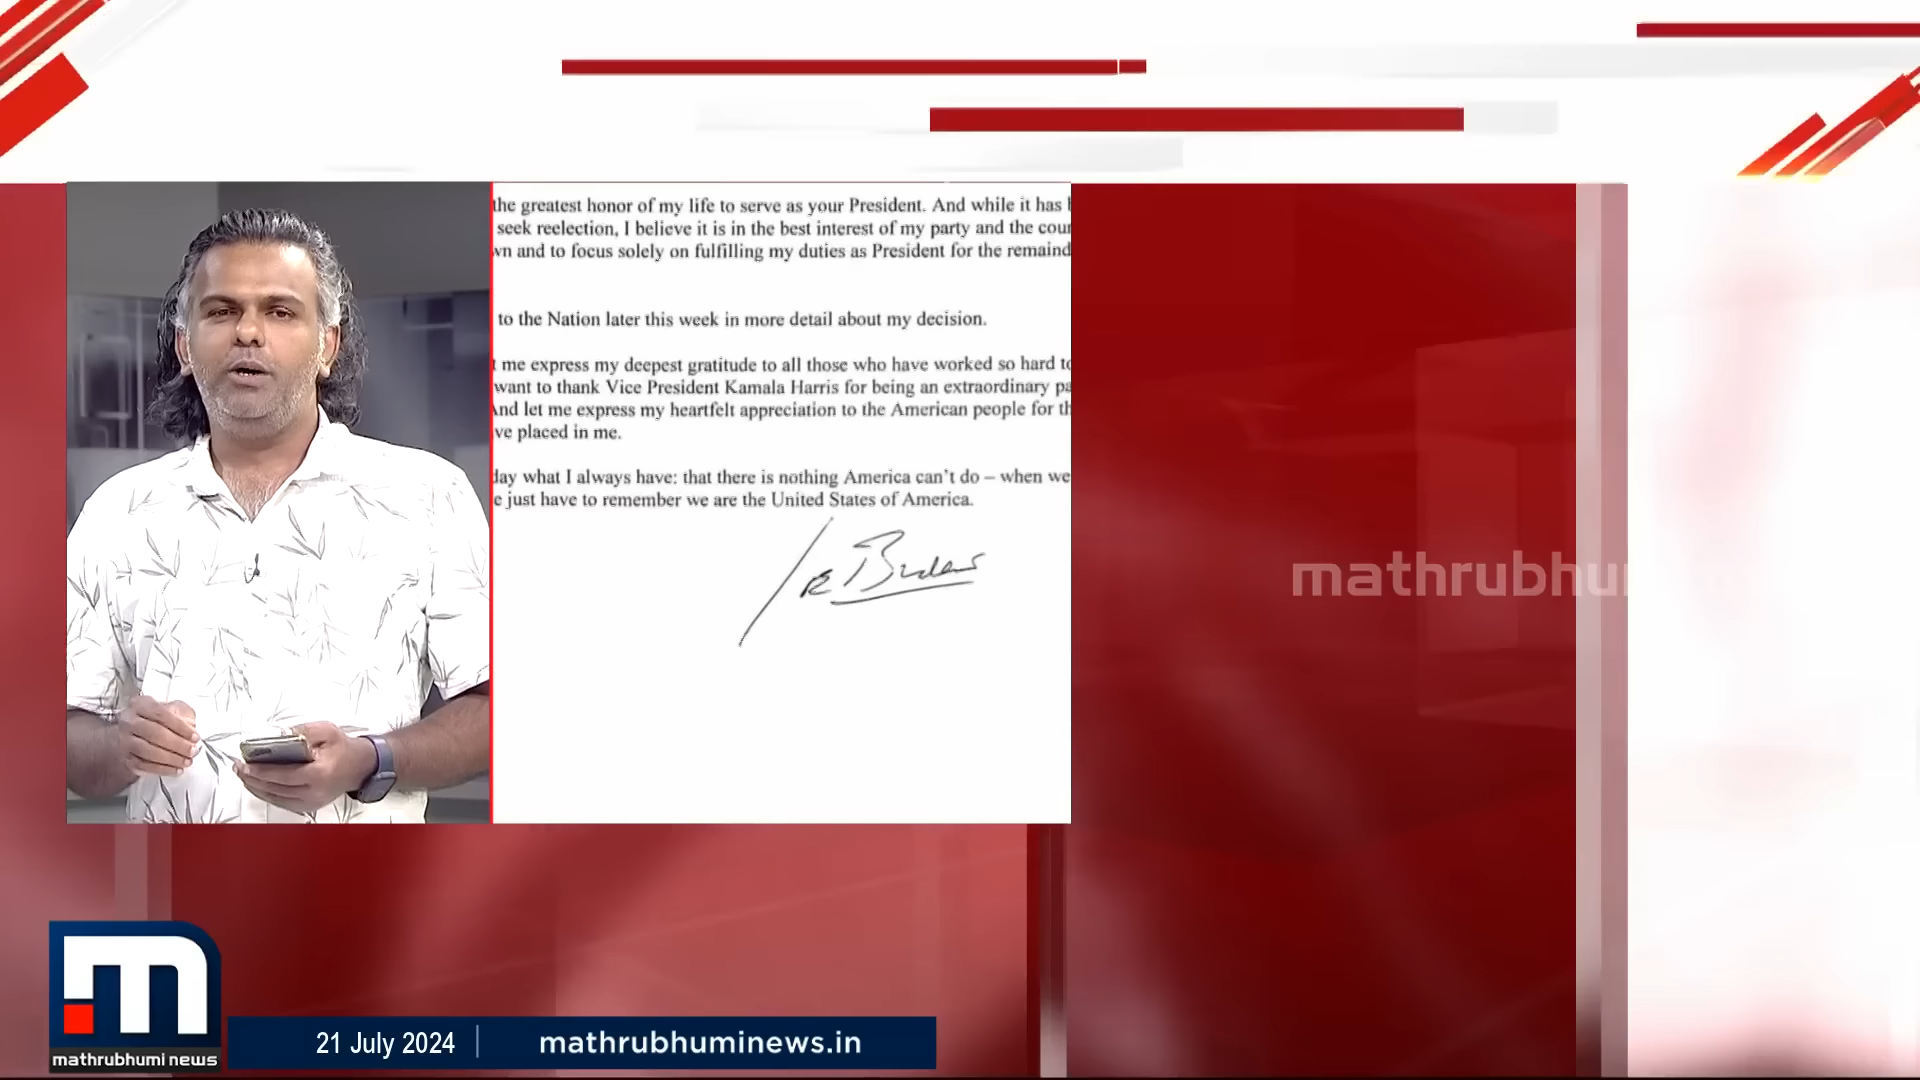 the greatest honor of my life to serve as your President. And while it has
seek reelection, I believe it is in the best interest of my party and the
and to focus solely on fulfilling my duties as President for the
to the Nation later this week in more detail about my decision.
me express my deepest gratitude to all those who have worked so hard
want to thank Vice President Kamala Harris for being an extraordinary
let me express my heartfelt appreciation to the American people for
placed in me.
what I always have: that there is nothing America can't do – when we
just have to remember we are the United States of America.
Joe Biden
mathrubhu
mathrubhumi news
21 July 2024
mathrubhuminews.in